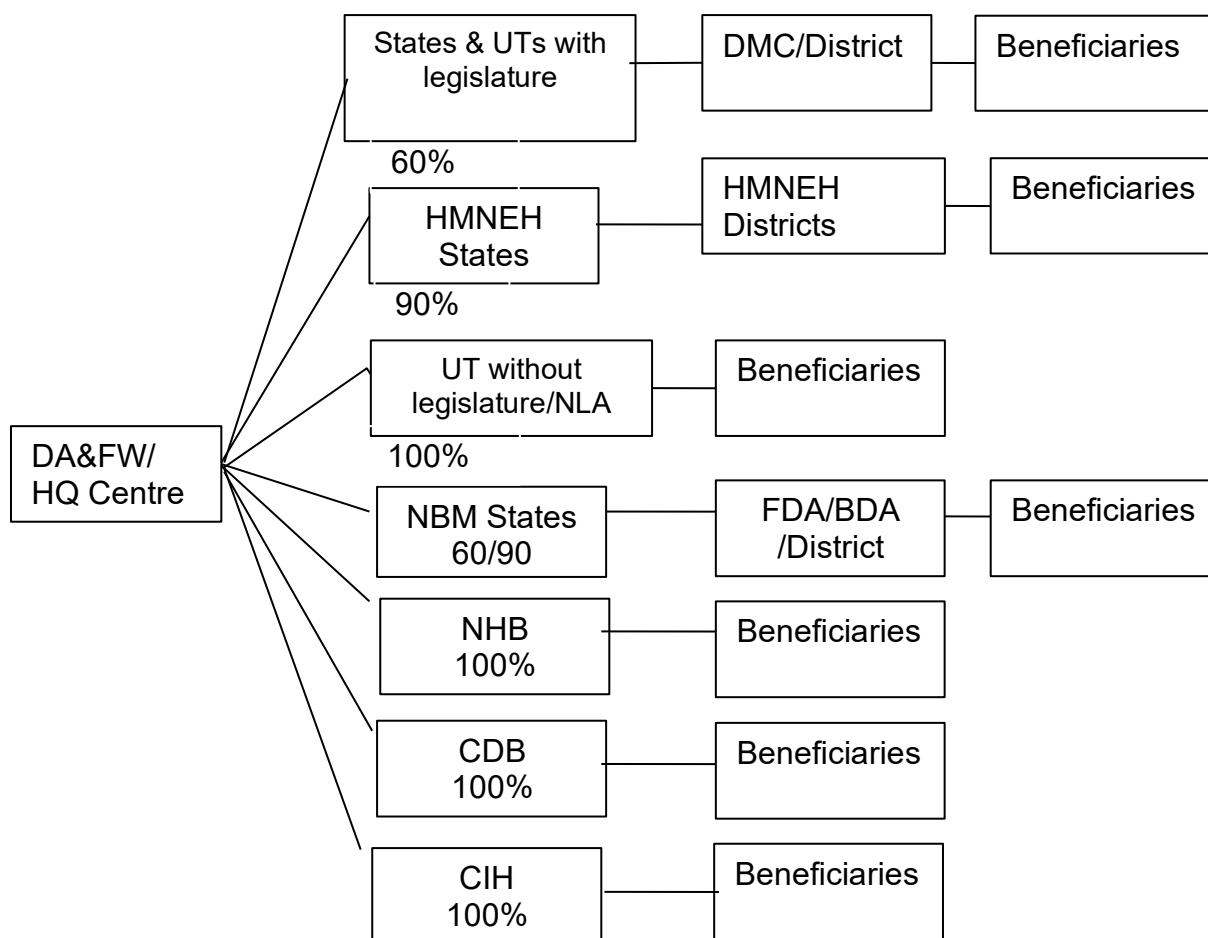 States & UTs with
legislature
DMC/District
Beneficiaries
60%
HMNEH
States
HMNEH
Districts
Beneficiaries
90%
UT without
legislature/NLA
Beneficiaries
100%
DA&FW/
HQ Centre
NBM States
60/90
FDA/BDA
/District
Beneficiaries
NHB
100%
Beneficiaries
CDB
100%
Beneficiaries
CIH
100%
Beneficiaries